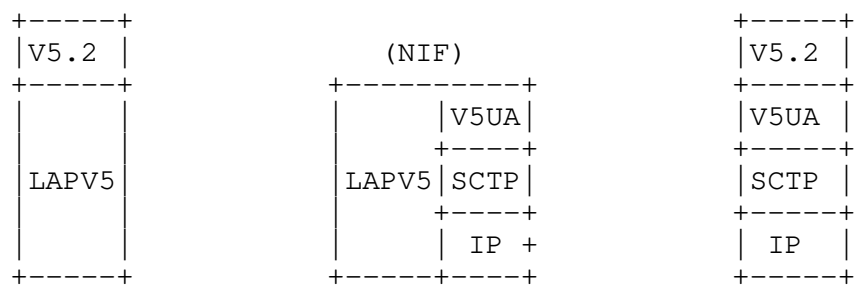 +-----+                +-----+
|V5.2 |     (NIF)      |V5.2 |
+-----+  +----------+  +-----+
|     |  |     |V5UA|  |V5UA |
|     |  |     +----+  +-----+
|LAPV5|  |LAPV5|SCTP|  |SCTP |
|     |  |     +----+  +-----+
|     |  |     | IP +  | IP  |
+-----+  +-----+----+  +-----+